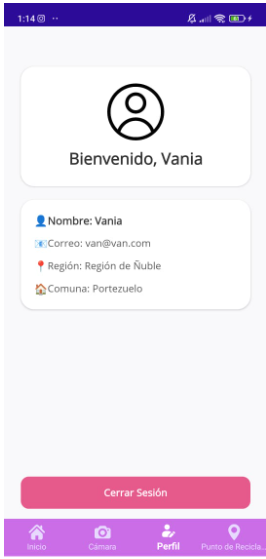 1:14
Bienvenido, Vania
Nombre: Vania
Correo: van@van.com
Región: Región de Ñuble
Comuna: Portezuelo
Cerrar Sesión
Inicio
Cámara
Perfil
Punto de Recicla...